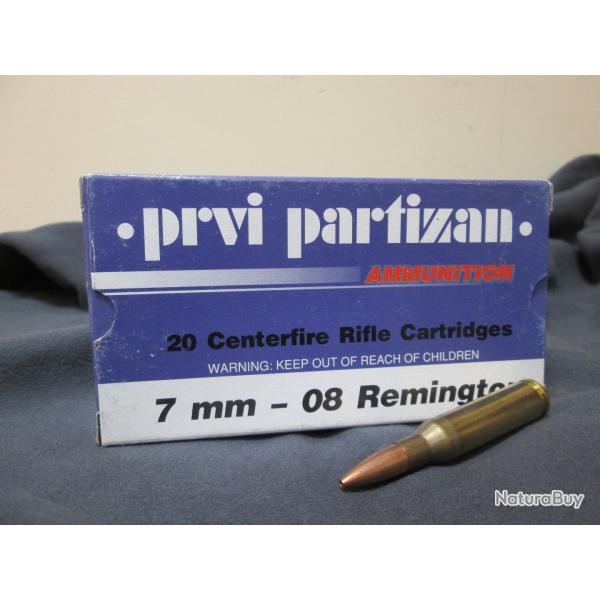 • prvi partizan •
AMMUNITION
20 Centerfire Rifle Cartridges
WARNING: KEEP OUT OF REACH OF CHILDREN
7 mm – 08 Remington
NaturaBuy